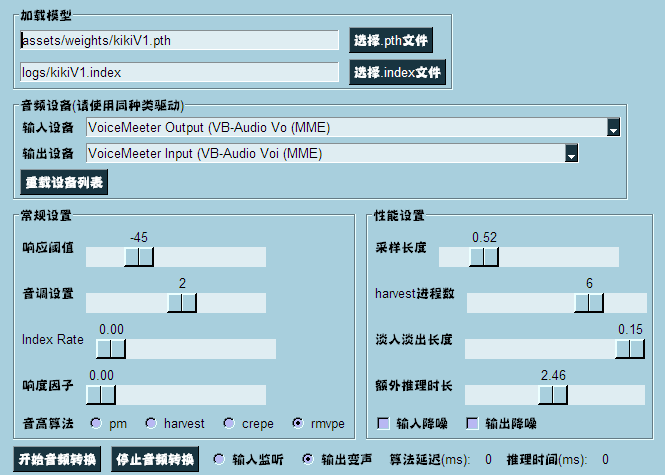 加载模型
assets/weights/kikiV1.pth 选择.pth文件
logs/kikiV1.index 选择.index文件
音频设备(请使用同种类驱动)
输入设备 VoiceMeeter Output (VB-Audio Vo (MME)
输出设备 VoiceMeeter Input (VB-Audio Voi (MME)
重载设备列表
常规设置
响应阈值 -45
音调设置 2
Index Rate 0.00
响度因子 0.00
音高算法 pm harvest crepe rmvpe
性能设置
采样长度 0.52
harvest进程数 6
淡入淡出长度 0.15
额外推理时长 2.46
输入降噪 输出降噪
开始音频转换 停止音频转换 输入监听 输出变声 算法延迟(ms): 0 推理时间(ms): 0